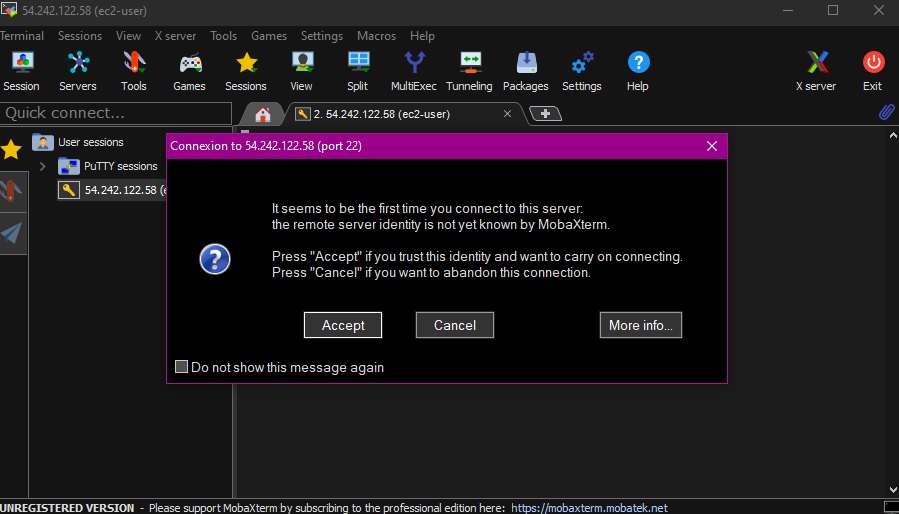 54.242.122.58 (ec2-user)
Terminal Sessions View X server Tools Games Settings Macros Help
Session Servers Tools Games Sessions View Split MultiExec Tunneling Packages Settings Help X server Exit
Quick connect...
2. 54.242.122.58 (ec2-user)
User sessions
PuTTY sessions
54.242.122.58 (e
Connexion to 54.242.122.58 (port 22)
It seems to be the first time you connect to this server:
the remote server identity is not yet known by MobaXterm.
Press "Accept" if you trust this identity and want to carry on connecting.
Press "Cancel" if you want to abandon this connection.
Accept Cancel More info...
Do not show this message again
UNREGISTERED VERSION - Please support MobaXterm by subscribing to the professional edition here: https://mobaxterm.mobatek.net